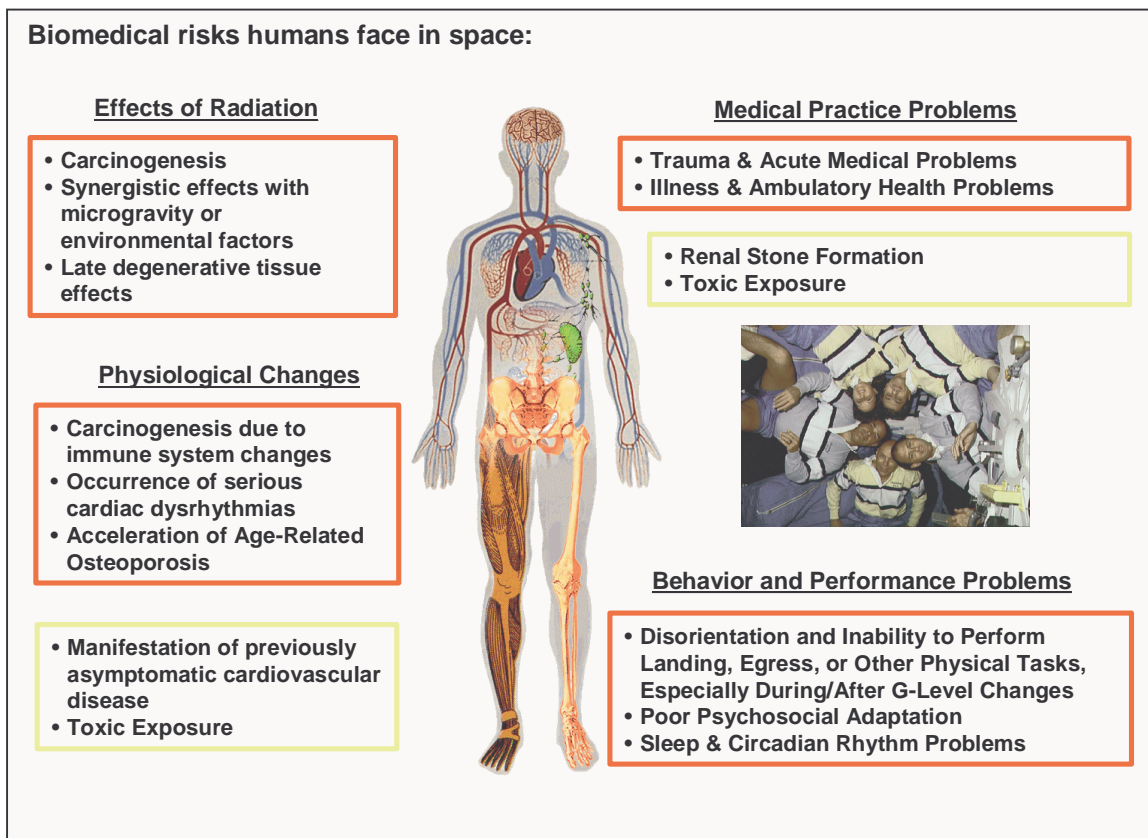 Biomedical risks humans face in space:
Effects of Radiation
• Carcinogenesis
• Synergistic effects with
microgravity or
environmental factors
• Late degenerative tissue
effects
Physiological Changes
• Carcinogenesis due to
immune system changes
• Occurrence of serious
cardiac dysrhythmias
• Acceleration of Age-Related
Osteoporosis
• Manifestation of previously
asymptomatic cardiovascular
disease
• Toxic Exposure
Medical Practice Problems
• Trauma & Acute Medical Problems
• Illness & Ambulatory Health Problems
• Renal Stone Formation
• Toxic Exposure
Behavior and Performance Problems
• Disorientation and Inability to Perform
Landing, Egress, or Other Physical Tasks,
Especially During/After G-Level Changes
• Poor Psychosocial Adaptation
• Sleep & Circadian Rhythm Problems